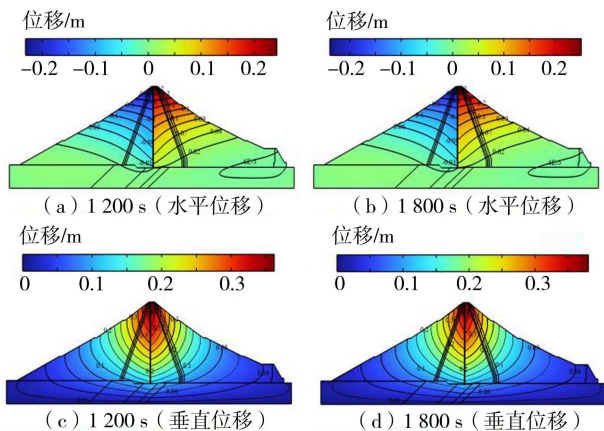 位移/m
位移/m
-0.2 -0.1 0 0.1 0.2
-0.2 -0.1 0 0.1 0.2
(a) 1 200 s (水平位移)
(b) 1 800 s (水平位移)
位移/m
位移/m
0 0.1 0.2 0.3
0 0.1 0.2 0.3
(c) 1 200 s (垂直位移)
(d) 1 800 s (垂直位移)